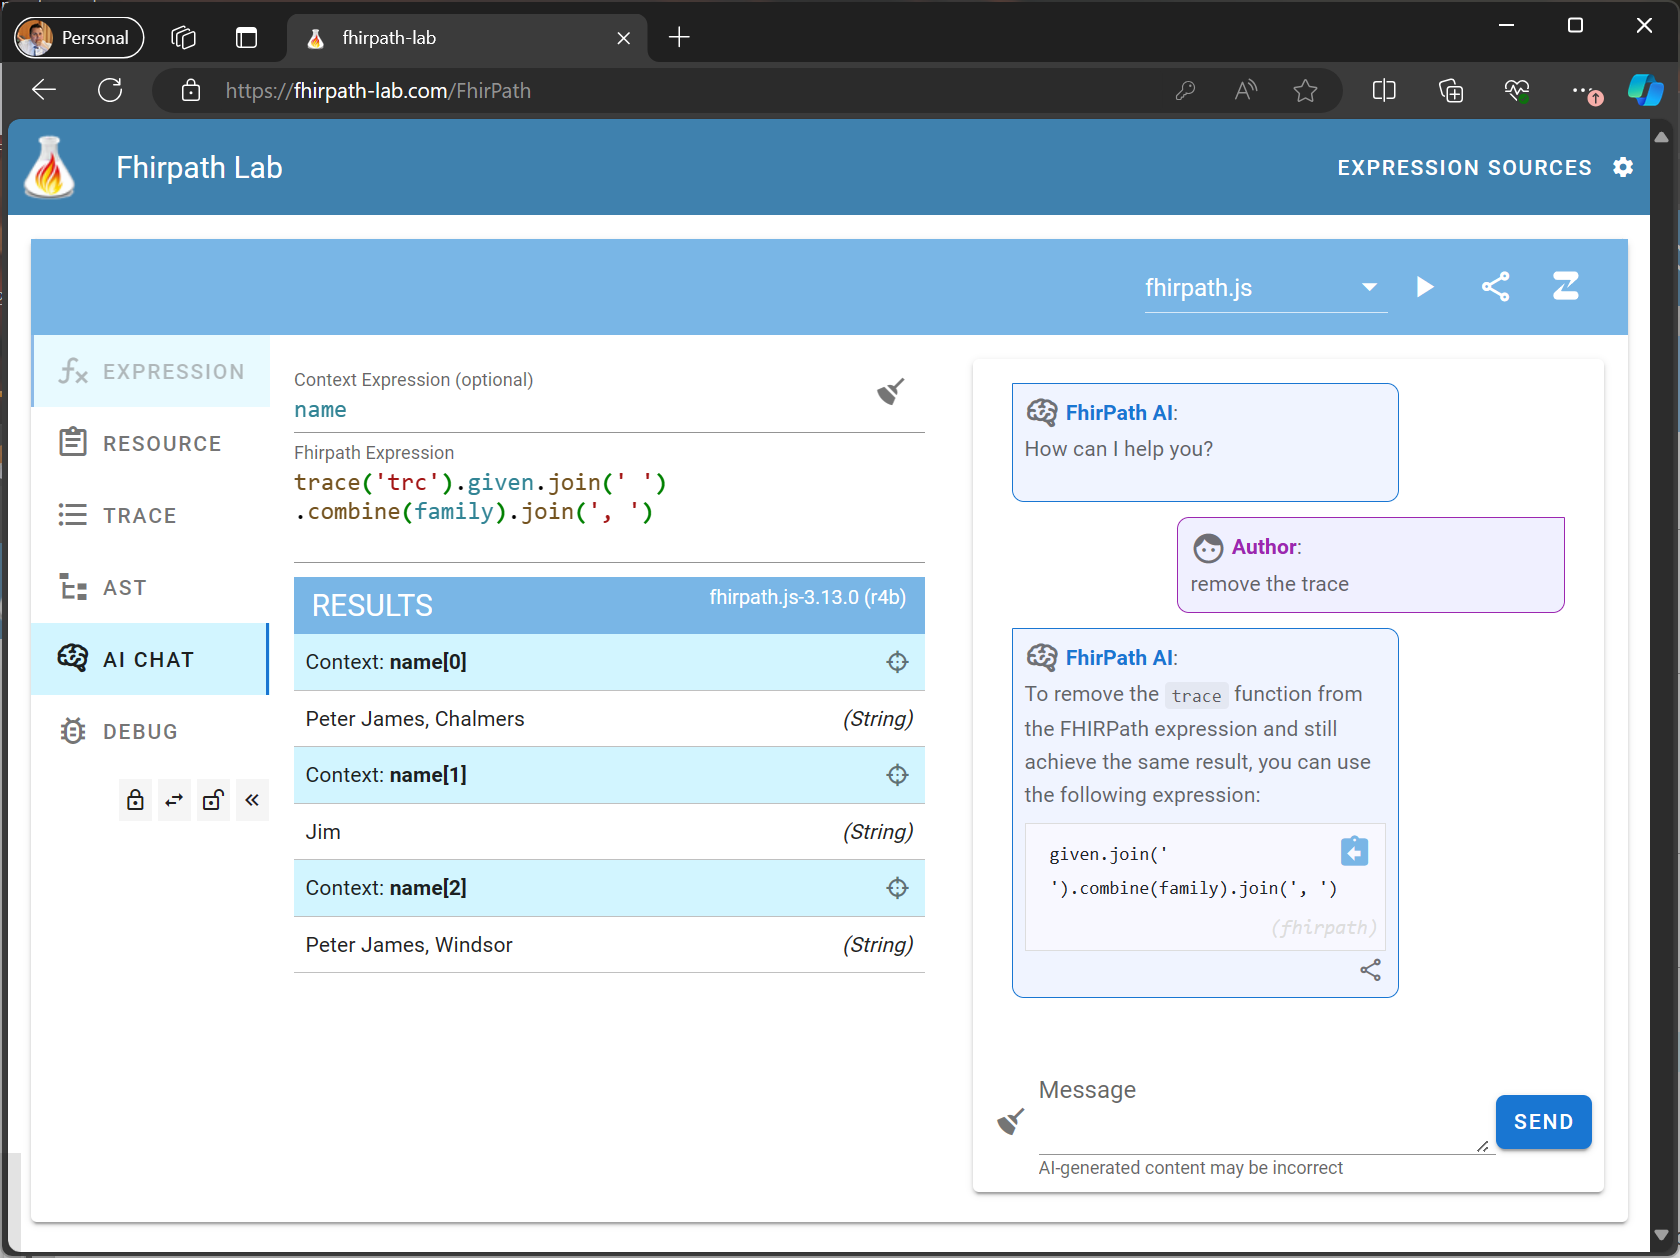 Personal
fhirpath-lab
https://fhirpath-lab.com/FhirPath
Fhirpath Lab
EXPRESSION SOURCES
fhirpath.js
EXPRESSION
RESOURCE
TRACE
AST
AI CHAT
DEBUG
Context Expression (optional)
name
Fhirpath Expression
trace('trc').given.join(' ')
.combine(family).join(', ')
RESULTS
fhirpath.js-3.13.0 (r4b)
Context: name[0]
Peter James, Chalmers (String)
Context: name[1]
Jim (String)
Context: name[2]
Peter James, Windsor (String)
FhirPath AI:
How can I help you?
Author:
remove the trace
FhirPath AI:
To remove the trace function from
the FHIRPath expression and still
achieve the same result, you can use
the following expression:
given.join('
').combine(family).join(', ')
(fhirpath)
Message
SEND
AI-generated content may be incorrect